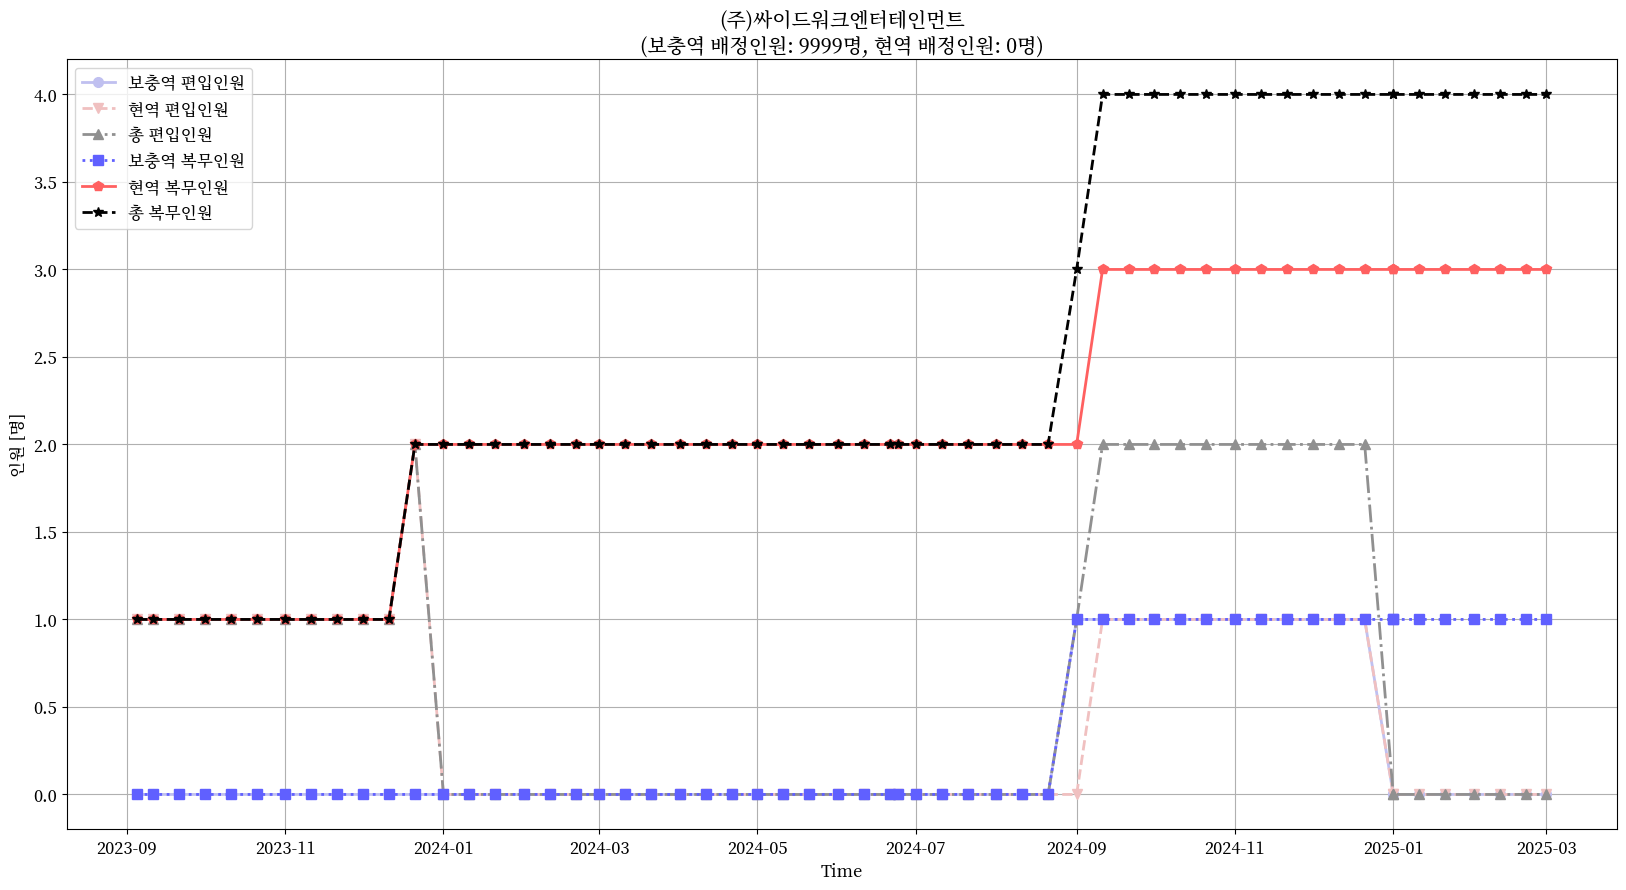 (주)싸이드워크엔터테인먼트
(보충역 배정인원: 9999명, 현역 배정인원: 0명)
보충역 편입인원
현역 편입인원
총 편입인원
보충역 복무인원
현역 복무인원
총 복무인원
4.0
3.5
3.0
2.5
2.0
1.5
1.0
0.5
0.0
인원 [명]
2023-09
2023-11
2024-01
2024-03
2024-05
2024-07
2024-09
2024-11
2025-01
2025-03
Time